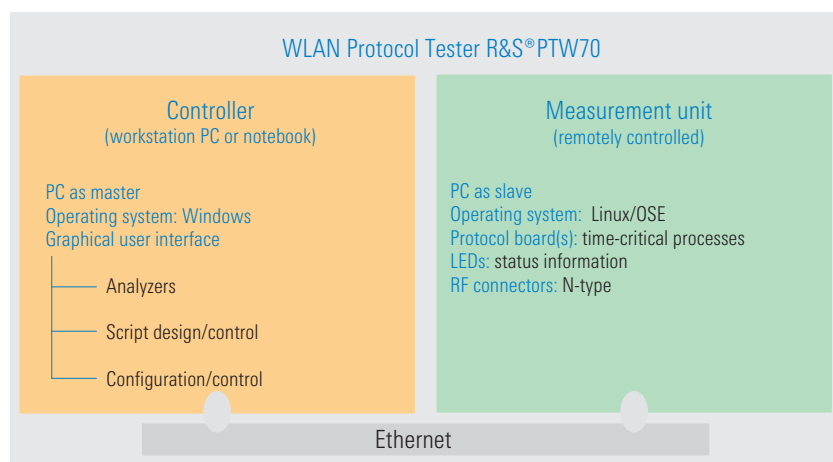 WLAN Protocol Tester R&S®PTW70
Controller
(workstation PC or notebook)
PC as master
Operating system: Windows
Graphical user interface
Analyzers
Script design/control
Configuration/control
Measurement unit
(remotely controlled)
PC as slave
Operating system: Linux/OSE
Protocol board(s): time-critical processes
LEDs: status information
RF connectors: N-type
Ethernet